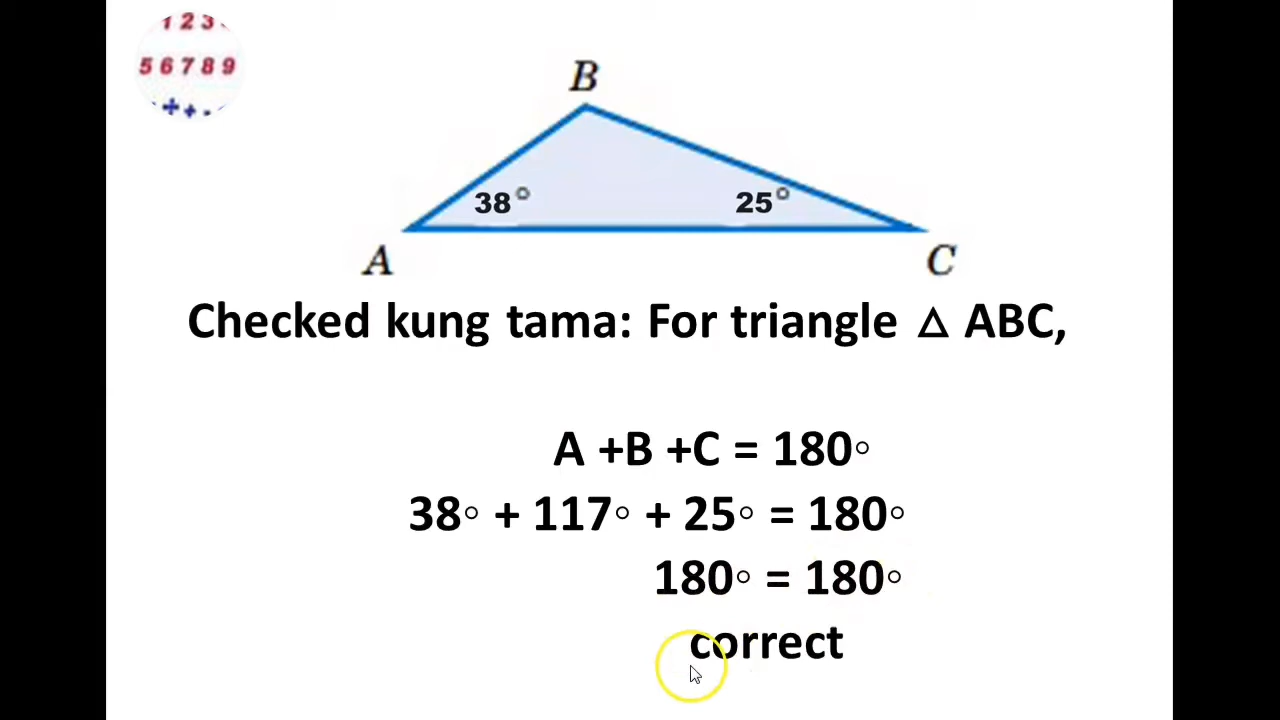 1 2 3
5 6 7 8 9
+ + -
B
38°
25°
A
C
Checked kung tama: For triangle △ ABC,
A +B +C = 180◦
38◦ + 117◦ + 25◦ = 180◦
180◦ = 180◦
correct